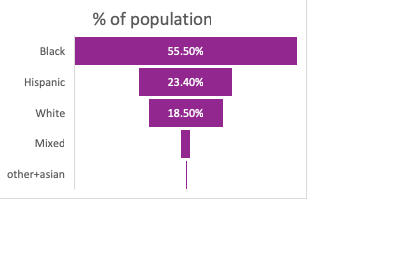 % of population
Black
55.50%
Hispanic
23.40%
White
18.50%
Mixed
other+asian